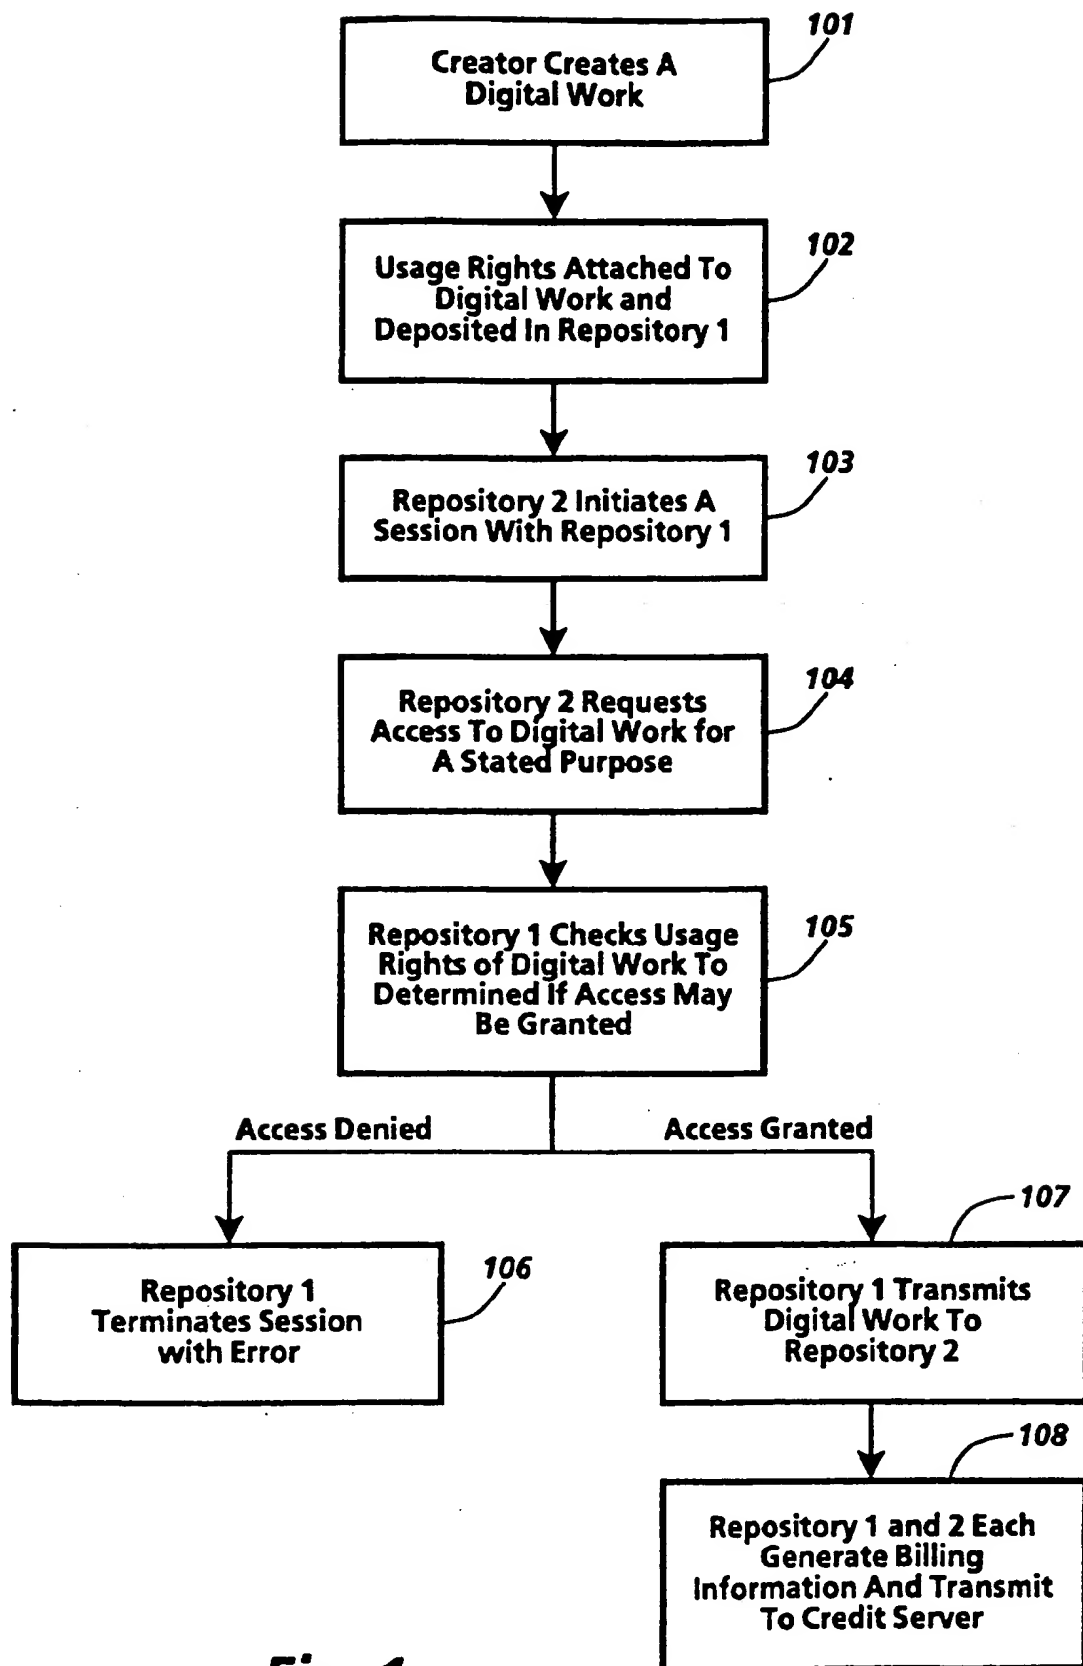 101
Creator Creates A
Digital Work
102
Usage Rights Attached To
Digital Work and
Deposited In Repository 1
103
Repository 2 Initiates A
Session With Repository 1
104
Repository 2 Requests
Access To Digital Work for
A Stated Purpose
105
Repository 1 Checks Usage
Rights of Digital Work To
Determined If Access May
Be Granted
Access Denied
Access Granted
106
Repository 1
Terminates Session
with Error
107
Repository 1 Transmits
Digital Work To
Repository 2
108
Repository 1 and 2 Each
Generate Billing
Information And Transmit
To Credit Server